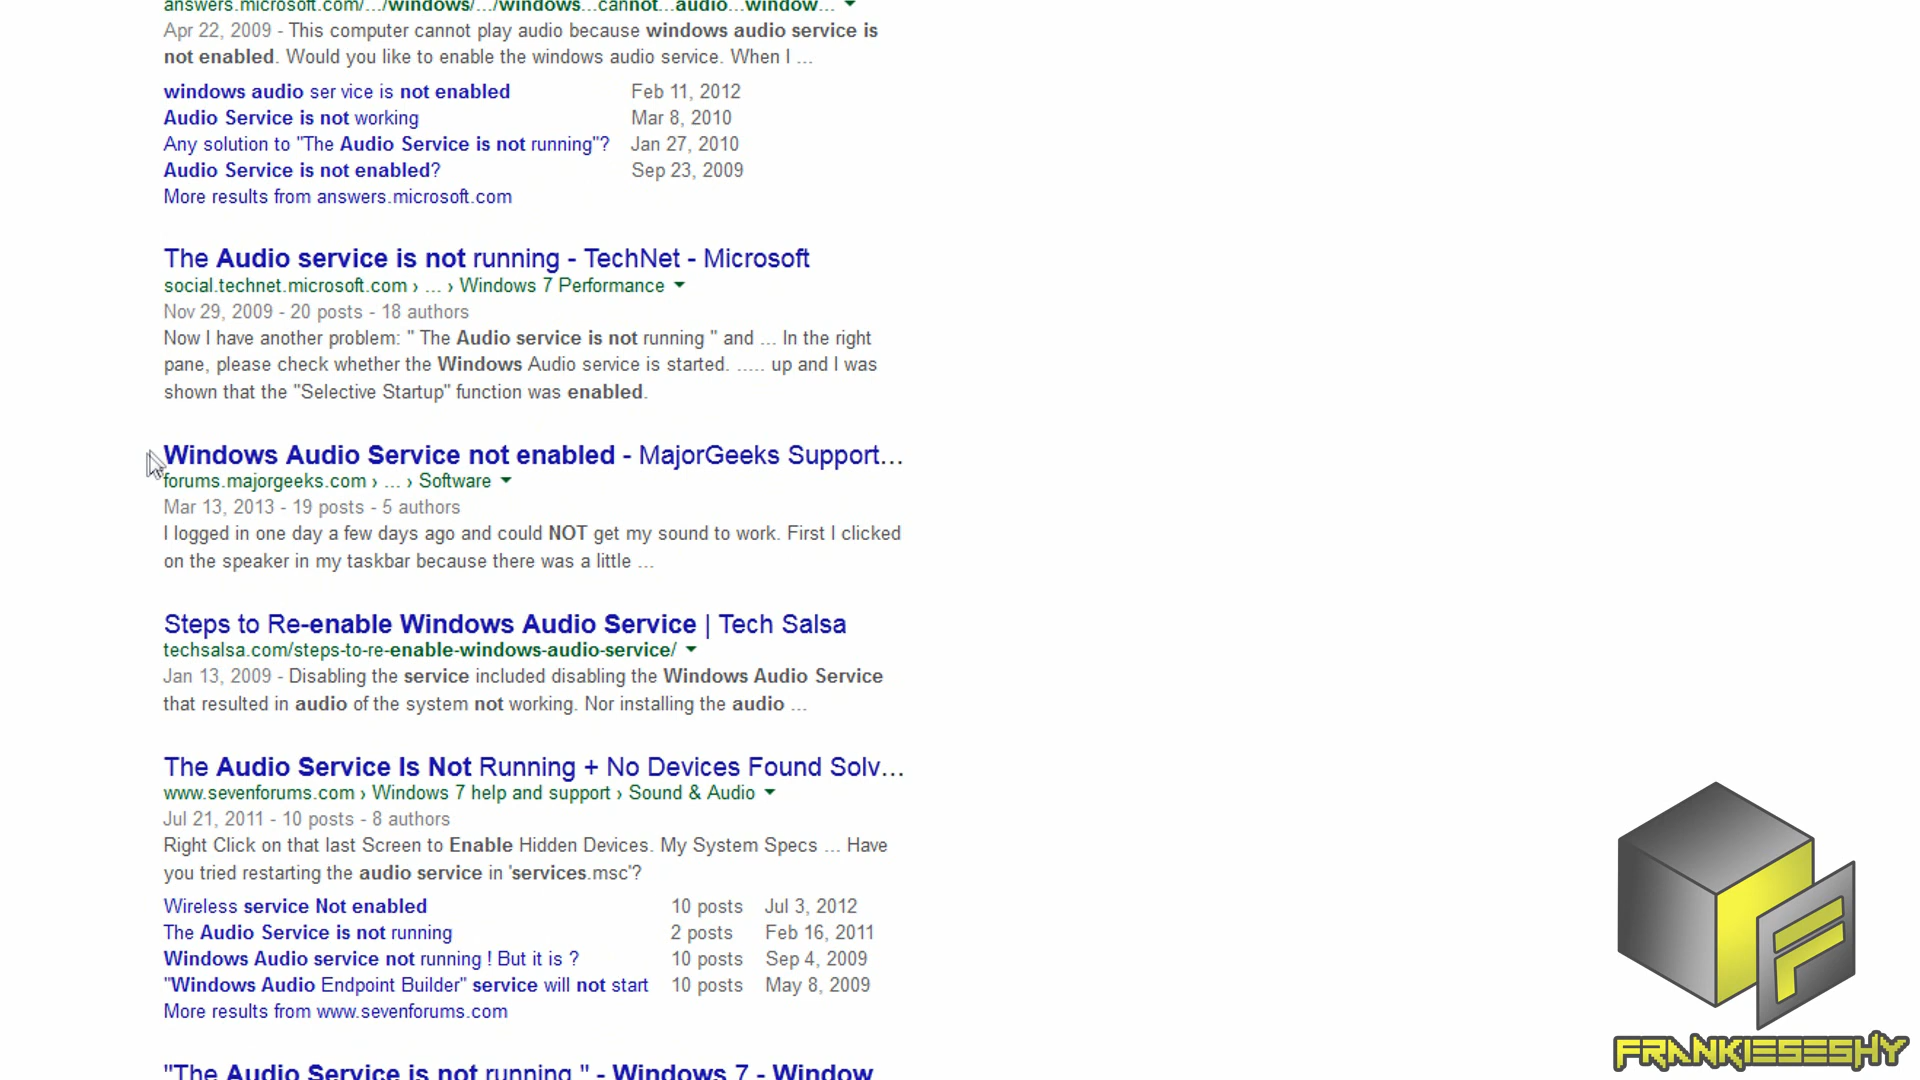 answers.microsoft.com/.../windows/.../windows...cannot...audio...window...
Apr 22, 2009 - This computer cannot play audio because windows audio service is
not enabled. Would you like to enable the windows audio service. When I ...
windows audio ser vice is not enabled Feb 11, 2012
Audio Service is not working Mar 8, 2010
Any solution to "The Audio Service is not running"? Jan 27, 2010
Audio Service is not enabled? Sep 23, 2009
More results from answers.microsoft.com
The Audio service is not running - TechNet - Microsoft
social.technet.microsoft.com › ... › Windows 7 Performance
Nov 29, 2009 - 20 posts - 18 authors
Now I have another problem: " The Audio service is not running " and ... In the right
pane, please check whether the Windows Audio service is started. ..... up and I was
shown that the "Selective Startup" function was enabled.
Windows Audio Service not enabled - MajorGeeks Support...
forums.majorgeeks.com › ... › Software
Mar 13, 2013 - 19 posts - 5 authors
I logged in one day a few days ago and could NOT get my sound to work. First I clicked
on the speaker in my taskbar because there was a little ...
Steps to Re-enable Windows Audio Service | Tech Salsa
techsalsa.com/steps-to-re-enable-windows-audio-service/
Jan 13, 2009 - Disabling the service included disabling the Windows Audio Service
that resulted in audio of the system not working. Nor installing the audio ...
The Audio Service Is Not Running + No Devices Found Solv...
www.sevenforums.com › Windows 7 help and support › Sound & Audio
Jul 21, 2011 - 10 posts - 8 authors
Right Click on that last Screen to Enable Hidden Devices. My System Specs ... Have
you tried restarting the audio service in 'services.msc'?
Wireless service Not enabled 10 posts Jul 3, 2012
The Audio Service is not running 2 posts Feb 16, 2011
Windows Audio service not running ! But it is ? 10 posts Sep 4, 2009
"Windows Audio Endpoint Builder" service will not start 10 posts May 8, 2009
More results from www.sevenforums.com
"The Audio Service is not running " - Windows 7 - Window
F
FRANKIESESHY